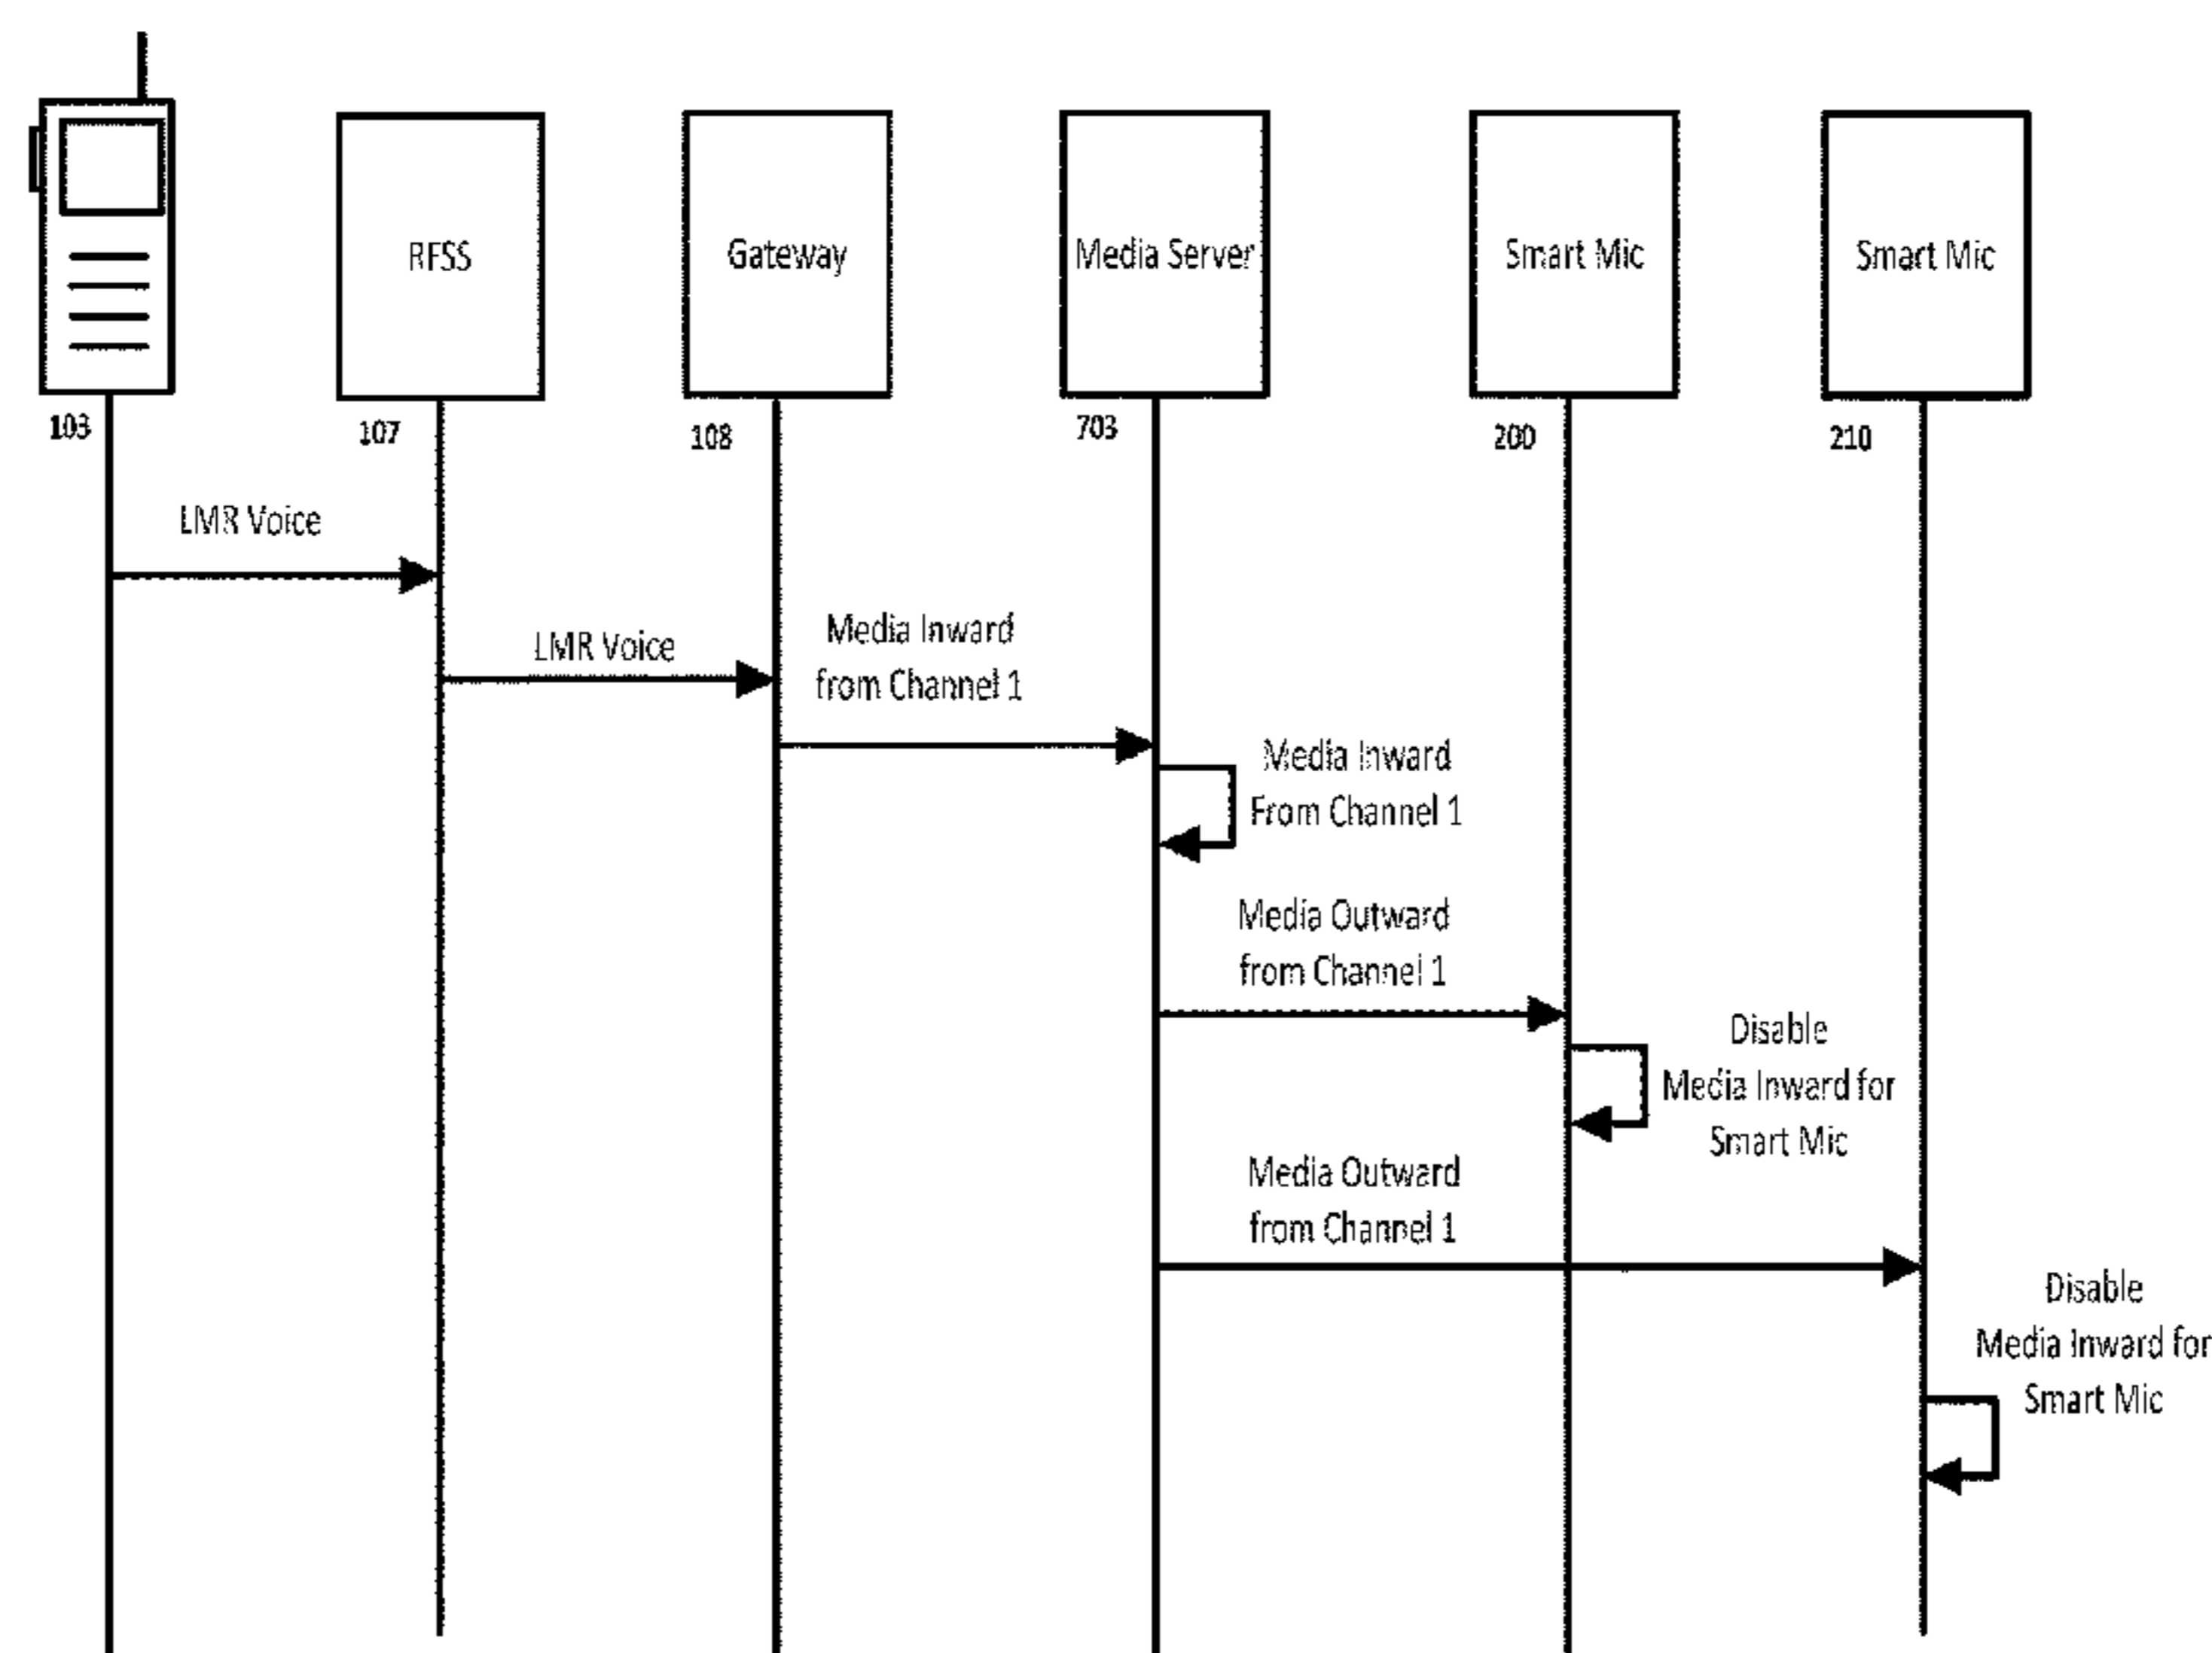 RFSS
Gateway
Media Server
Smart Mic
Smart Mic
103
107
108
703
200
210
LMR Voice
LMR Voice
Media Inward
from Channel 1
Media Inward
From Channel 1
Media Outward
from Channel 1
Disable
Media Inward for
Smart Mic
Media Outward
from Channel 1
Disable
Media Inward for
Smart Mic